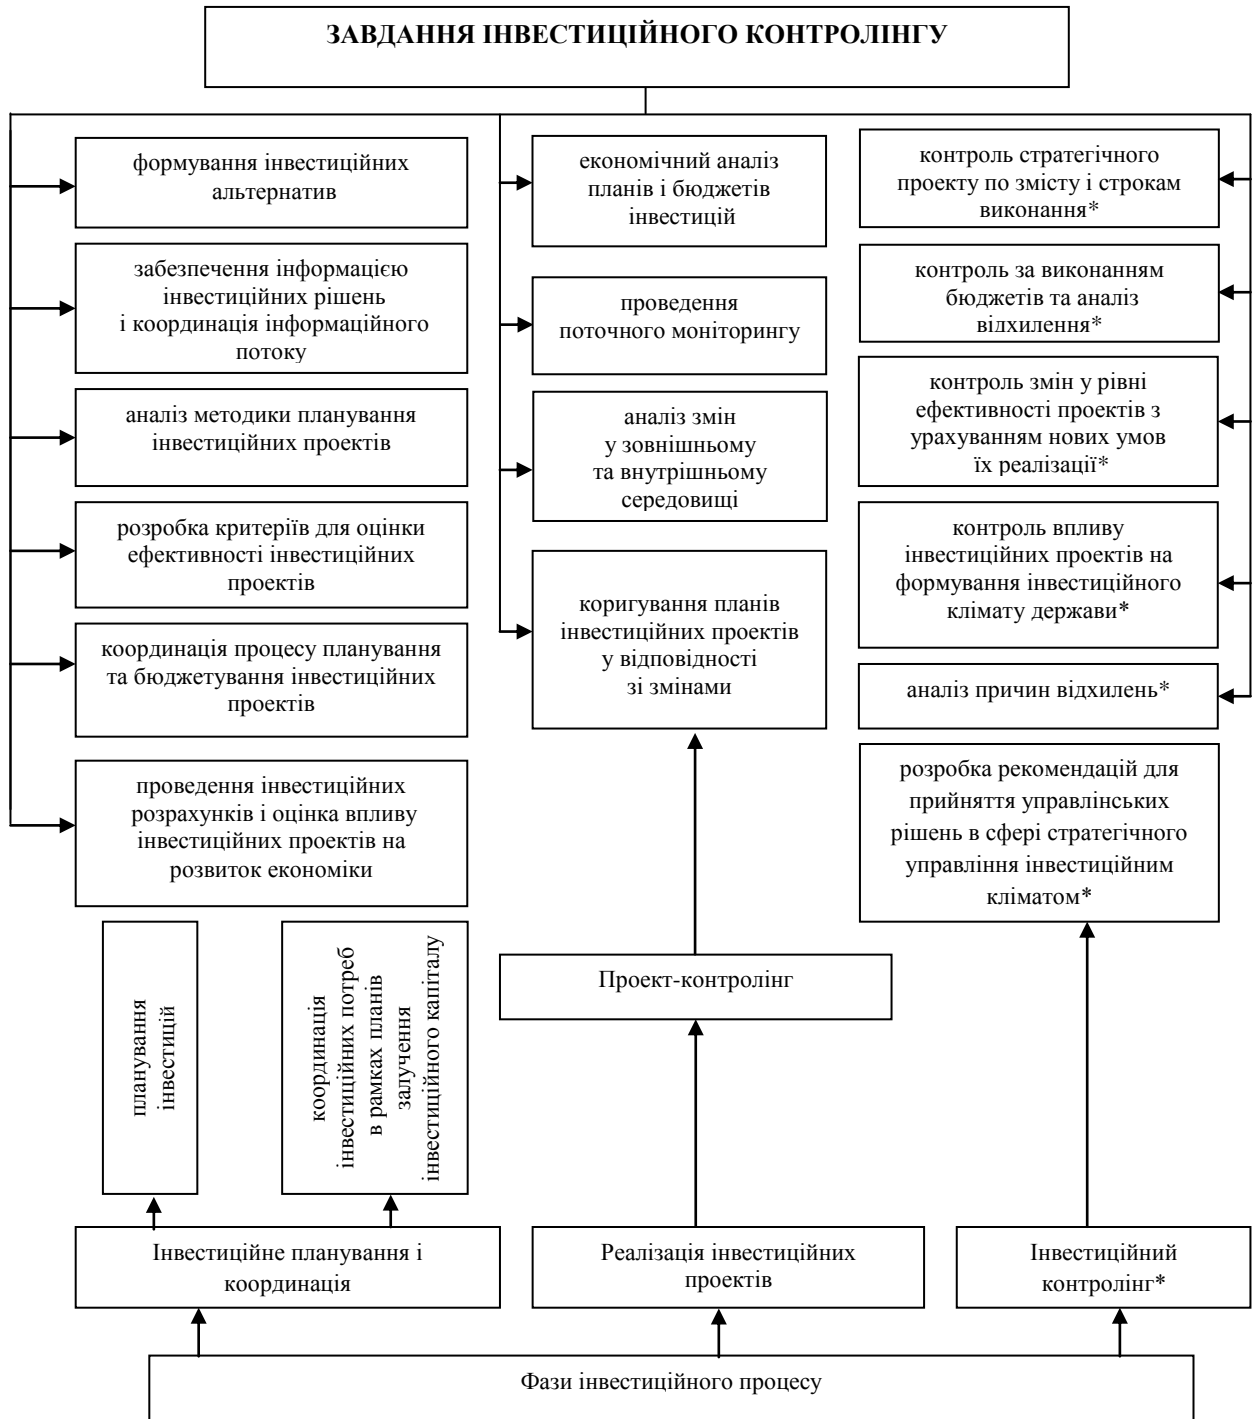 ЗАВДАННЯ ІНВЕСТИЦІЙНОГО КОНТРОЛІНГУ
формування інвестиційних
альтернатив
забезпечення інформацією
інвестиційних рішень
і координація інформаційного
потоку
аналіз методики планування
інвестиційних проектів
розробка критеріїв для оцінки
ефективності інвестиційних
проектів
координація процесу планування
та бюджетування інвестиційних
проектів
проведення інвестиційних
розрахунків і оцінка впливу
інвестиційних проектів на
розвиток економіки
економічний аналіз
планів і бюджетів
інвестицій
проведення
поточного моніторингу
аналіз змін
у зовнішньому
та внутрішньому
середовищі
коригування планів
інвестиційних проектів
у відповідності
зі змінами
контроль стратегічного
проекту по змісту і строкам
виконання*
контроль за виконанням
бюджетів та аналіз
відхилення*
контроль змін у рівні
ефективності проектів з
урахуванням нових умов
їх реалізації*
контроль впливу
інвестиційних проектів на
формування інвестиційного
клімату держави*
аналіз причин відхилень*
розробка рекомендацій для
прийняття управлінських
рішень в сфері стратегічного
управління інвестиційним
кліматом*
планування
інвестицій
координація
інвестиційних потреб
в рамках планів
залучення
інвестиційного капіталу
Проект-контролінг
Інвестиційне планування і
координація
Реалізація інвестиційних
проектів
Інвестиційний
контролінг*
Фази інвестиційного процесу